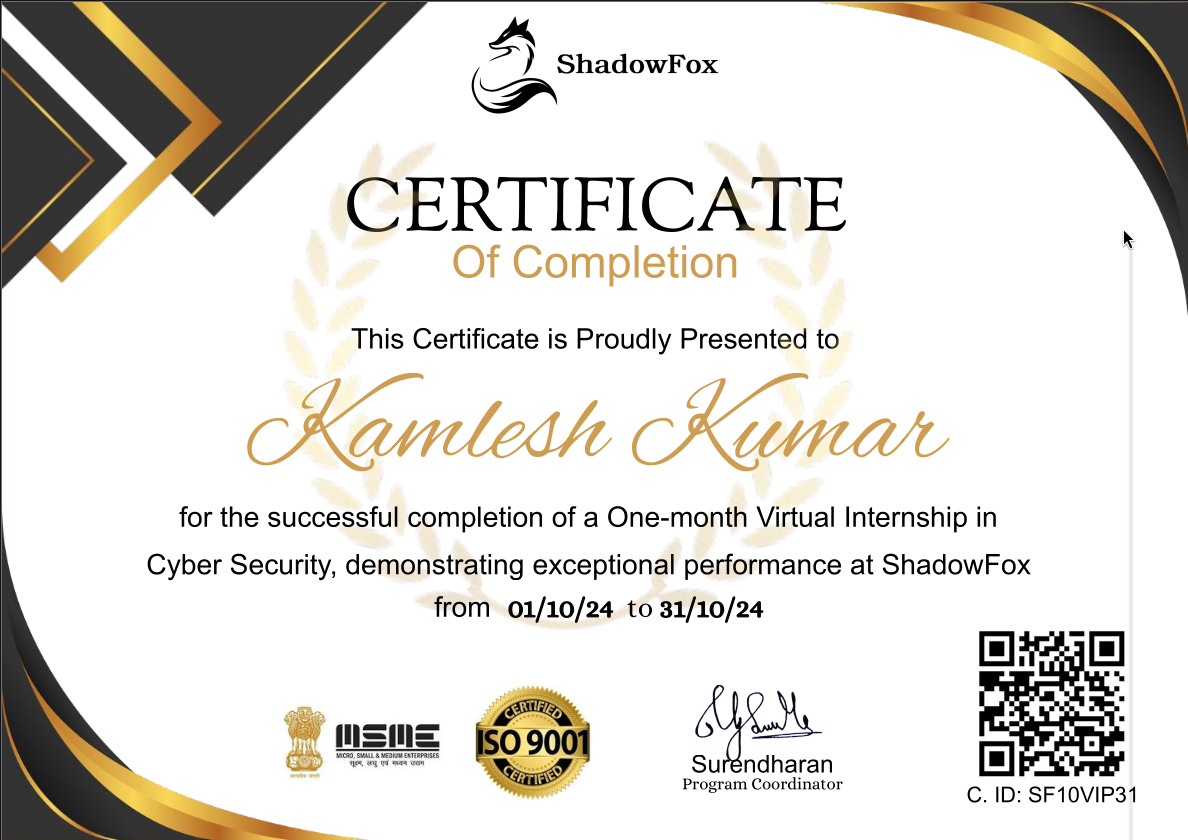 ShadowFox
CERTIFICATE
Of Completion
This Certificate is Proudly Presented to
Kamlesh Kumar
for the successful completion of a One-month Virtual Internship in
Cyber Security, demonstrating exceptional performance at ShadowFox
from 01/10/24 to 31/10/24
सत्यमेव जयते
MSME
MICRO, SMALL & MEDIUM ENTERPRISES
सूक्ष्म, लघु एवं मध्यम उद्यम
CERTIFIED
ISO 9001
CERTIFIED
Surendharan
Program Coordinator
C. ID: SF10VIP31